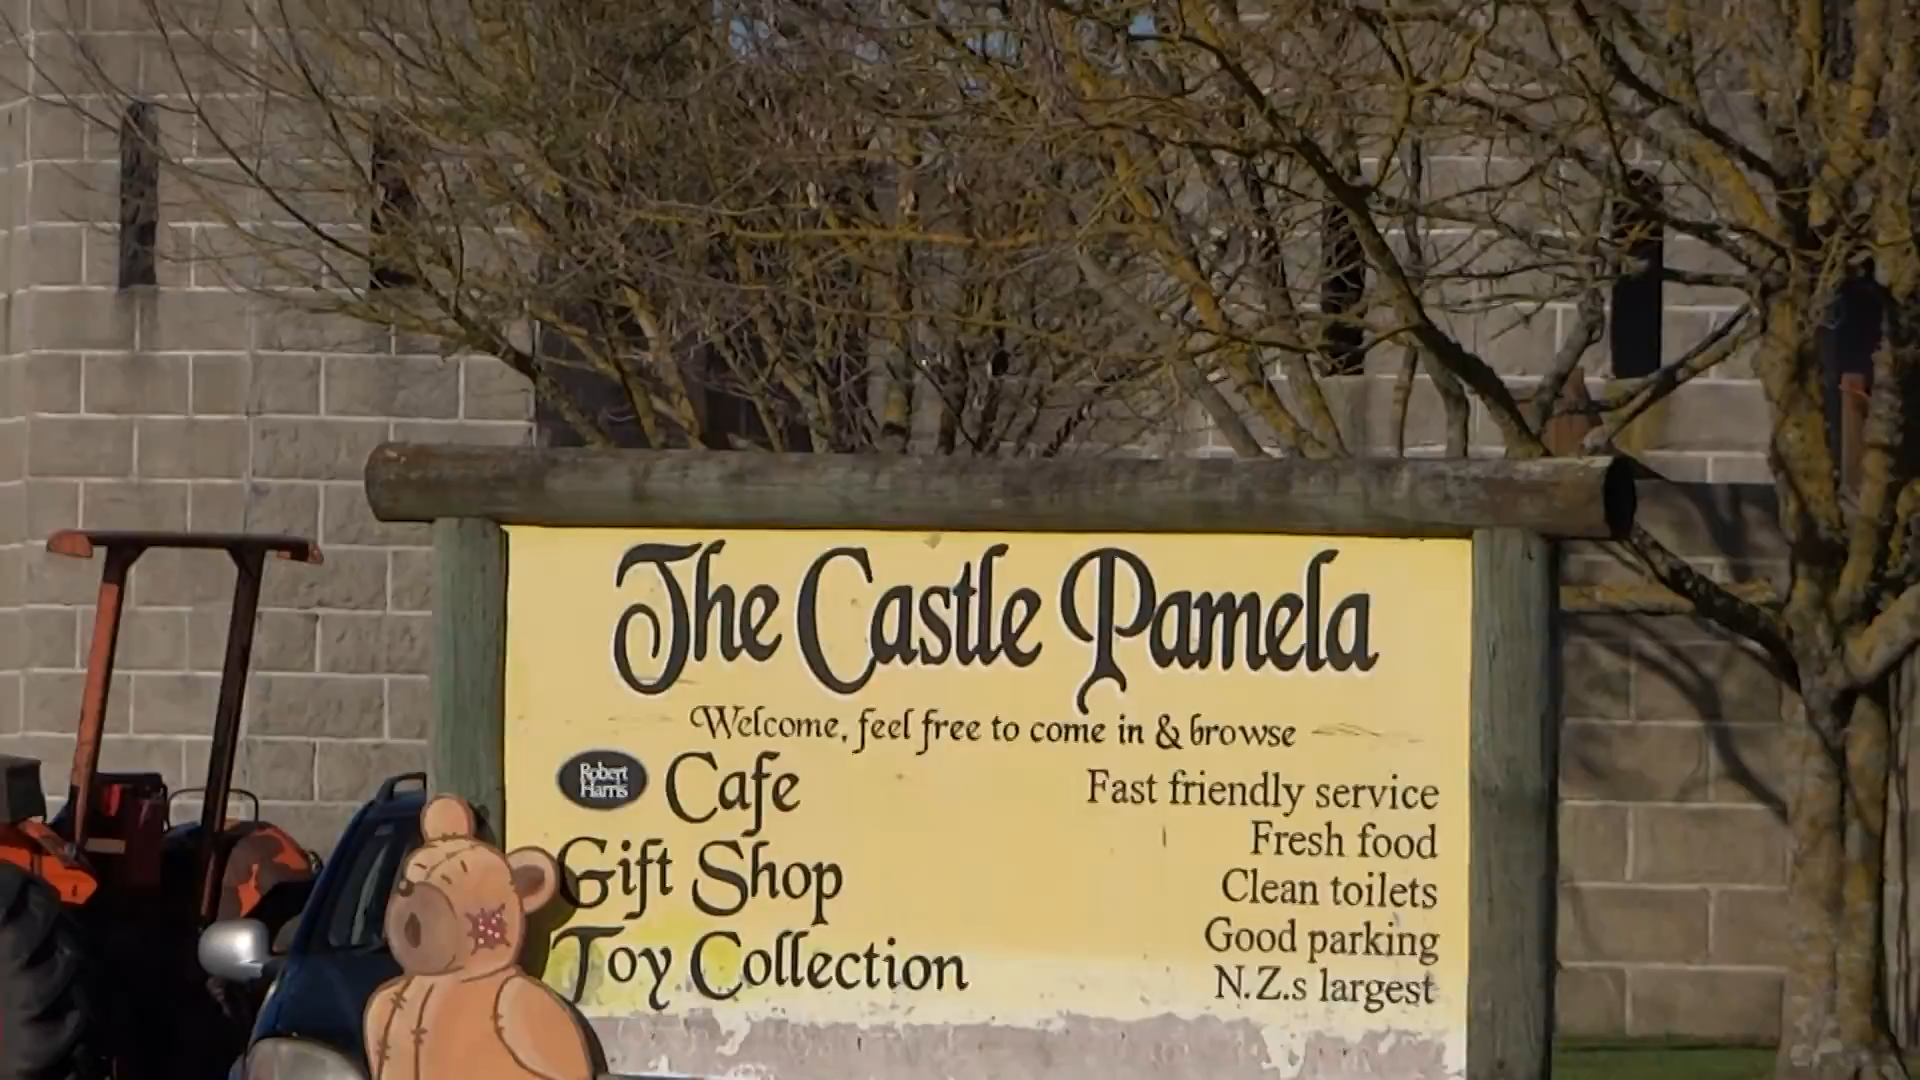 The Castle Pamela
Welcome, feel free to come in & browse
Robert
Harris
Cafe
Fast friendly service
Fresh food
Gift Shop
Clean toilets
Good parking
Toy Collection
N.Z.s largest